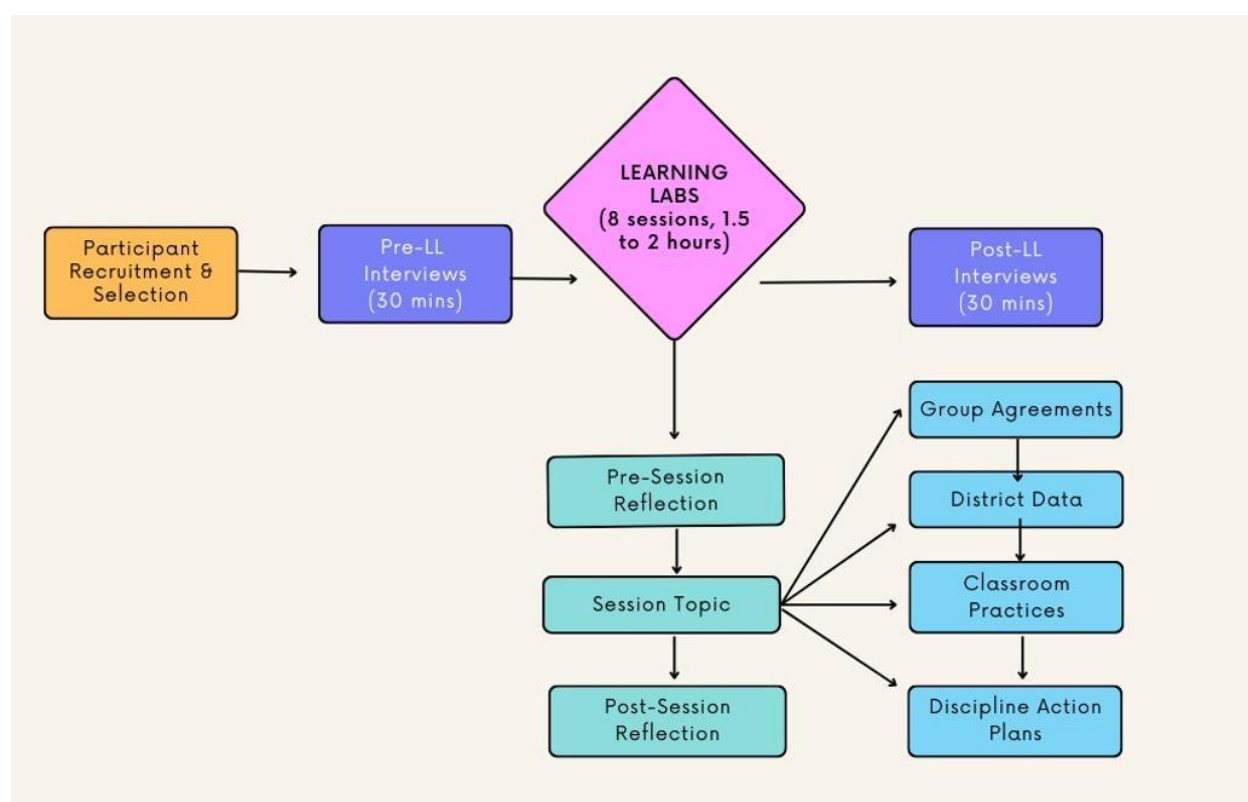 Participant
Recruitment &
Selection
Pre-LL
Interviews
(30 mins)
LEARNING
LABS
(8 sessions, 1.5
to 2 hours)
Post-LL
Interviews
(30 mins)
Pre-Session
Reflection
Session Topic
Post-Session
Reflection
Group Agreements
District Data
Classroom
Practices
Discipline Action
Plans